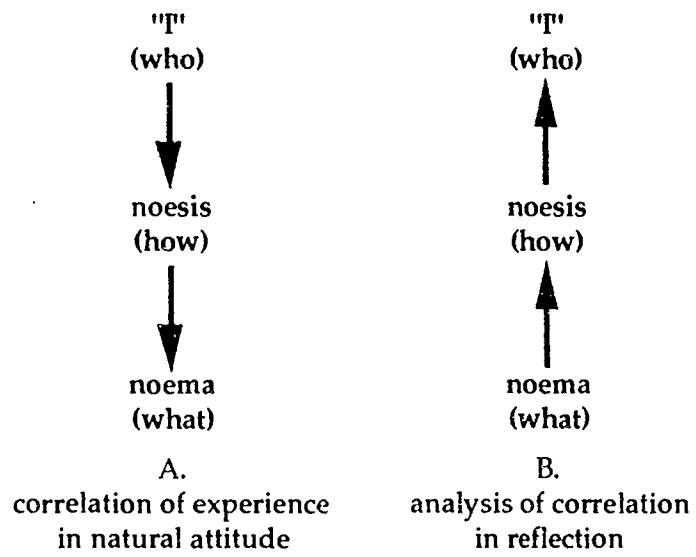 "I"
(who)
noesis
(how)
noema
(what)
A.
correlation of experience
in natural attitude
"I"
(who)
noesis
(how)
noema
(what)
B.
analysis of correlation
in reflection